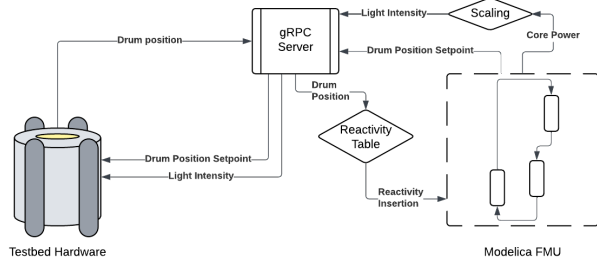 Light Intensity
Scaling
Core Power
Drum position
gRPC
Server
Drum Position Setpoint
Drum
Position
Reactivity
Table
Drum Position Setpoint
Light Intensity
Reactivity
Insertion
Testbed Hardware
Modelica FMU